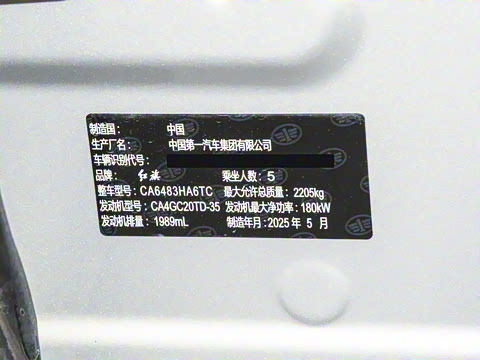 制造国： 中国
生产厂名： 中国第一汽车集团有限公司
车辆识别代号：
品牌： 红旗 乘坐人数：5
整车型号：CA6483HA6TC 最大允许总质量：2205kg
发动机型号：CA4GC20TD-35 发动机最大净功率：180kW
发动机排量：1989mL 制造年月：2025年 5 月